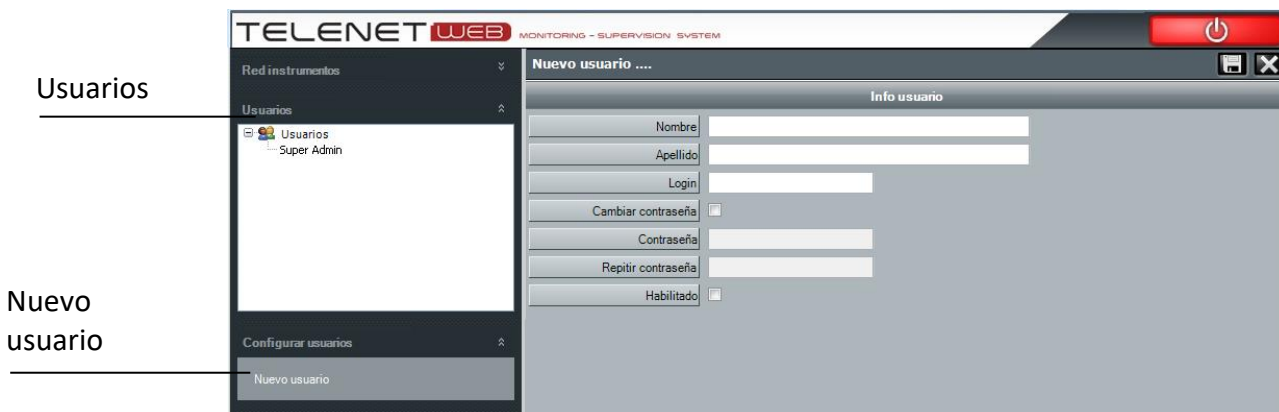 TELENET WEB MONITORING - SUPERVISION SYSTEM
Usuarios
Nuevo
usuario
Red instrumentos
Usuarios
Usuarios
Super Admin
Configurar usuarios
Nuevo usuario
Nuevo usuario ....
Info usuario
Nombre
Apellido
Login
Cambiar contraseña
Contraseña
Repitir contraseña
Habilitado